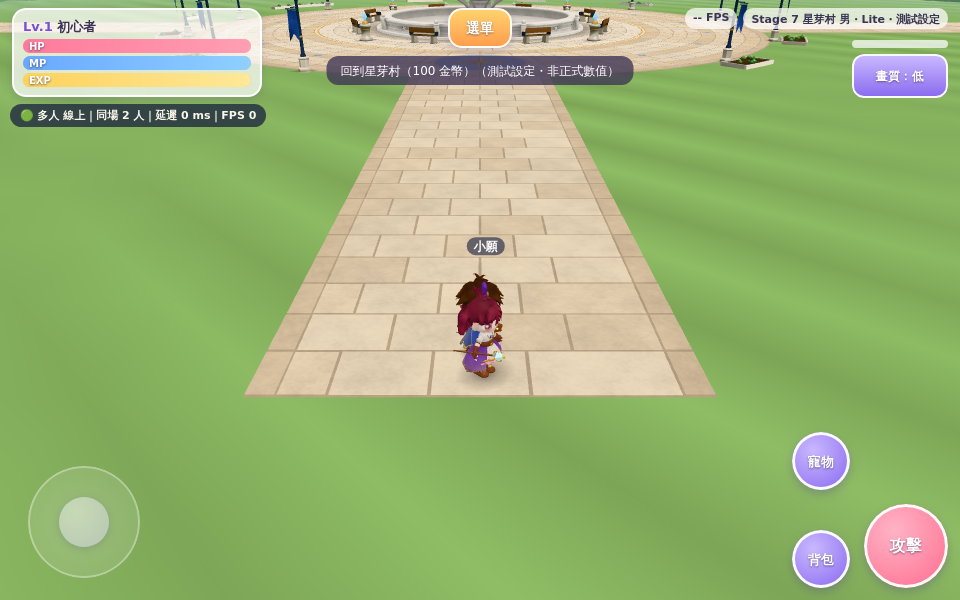 Lv.1 初心者
HP
MP
EXP
多人 線上 | 同場 2 人 | 延遲 0 ms | FPS 0
選單
回到星芽村（100 金幣）（測試設定・非正式數值）
-- FPS
Stage 7 星芽村 男・Lite・測試設定
畫質：低
小願
寵物
背包
攻擊